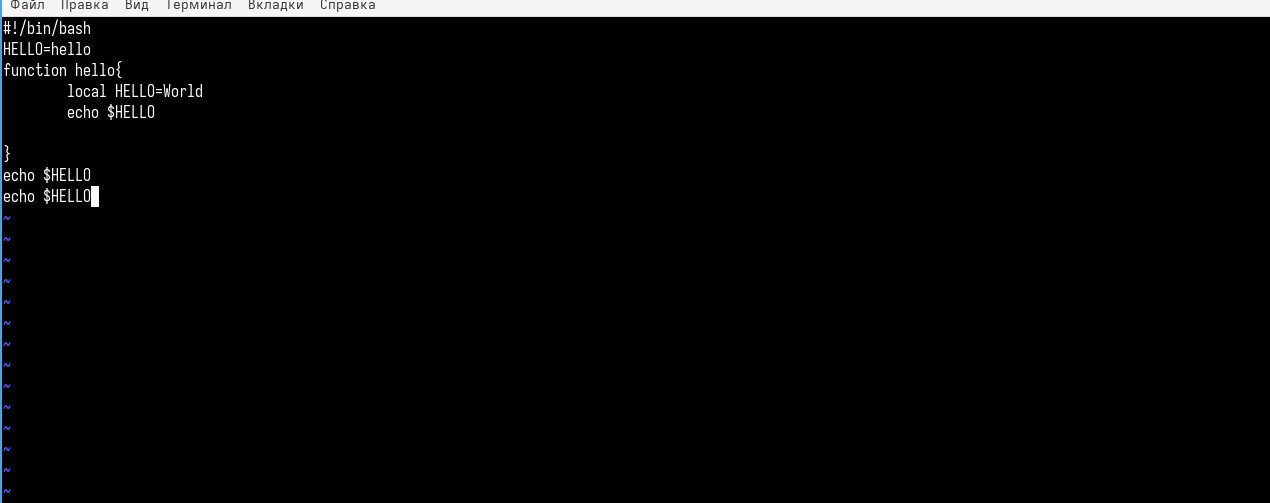 Файл Правка Вид Терминал Вкладки Справка
#!/bin/bash
HELLO=hello
function hello{
        local HELLO=World
        echo $HELLO

}
echo $HELLO
echo $HELLO
~
~
~
~
~
~
~
~
~
~
~
~
~
~